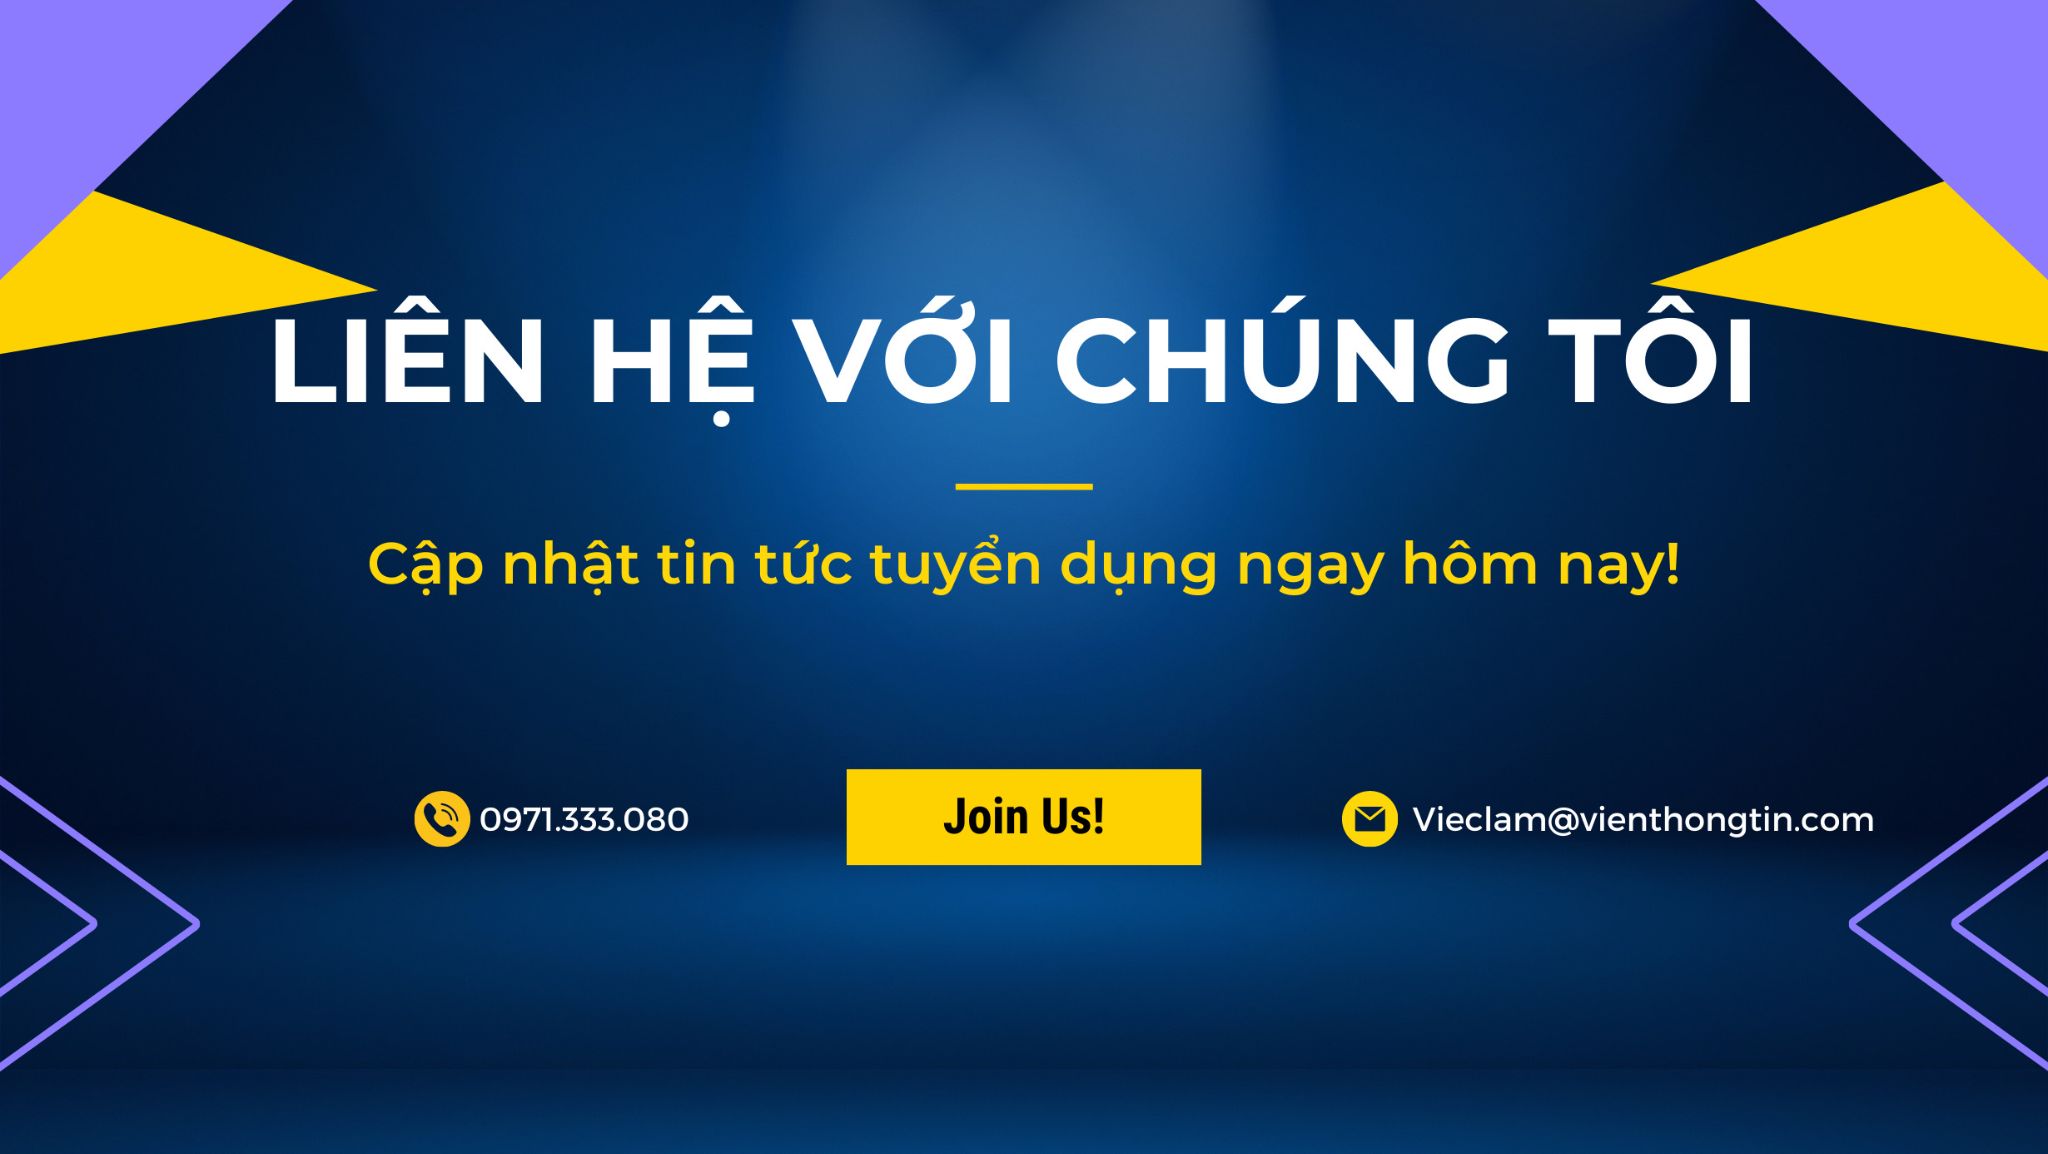 LIÊN HỆ VỚI CHÚNG TÔI
Cập nhật tin tức tuyển dụng ngay hôm nay!
0971.333.080
Join Us!
Vieclam@vienthongtin.com